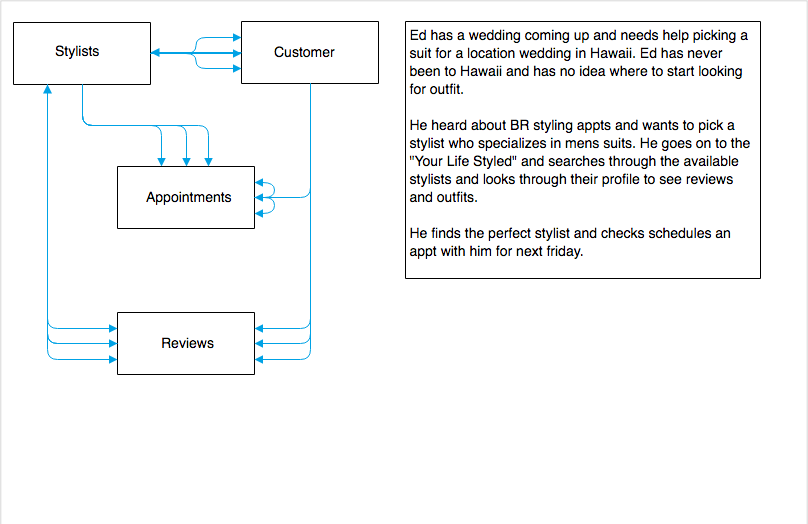 Stylists
Customer
Appointments
Reviews
Ed has a wedding coming up and needs help picking a
suit for a location wedding in Hawaii. Ed has never
been to Hawaii and has no idea where to start looking
for outfit.
He heard about BR styling appts and wants to pick a
stylist who specializes in mens suits. He goes on to the
"Your Life Styled" and searches through the available
stylists and looks through their profile to see reviews
and outfits.
He finds the perfect stylist and checks schedules an
appt with him for next friday.